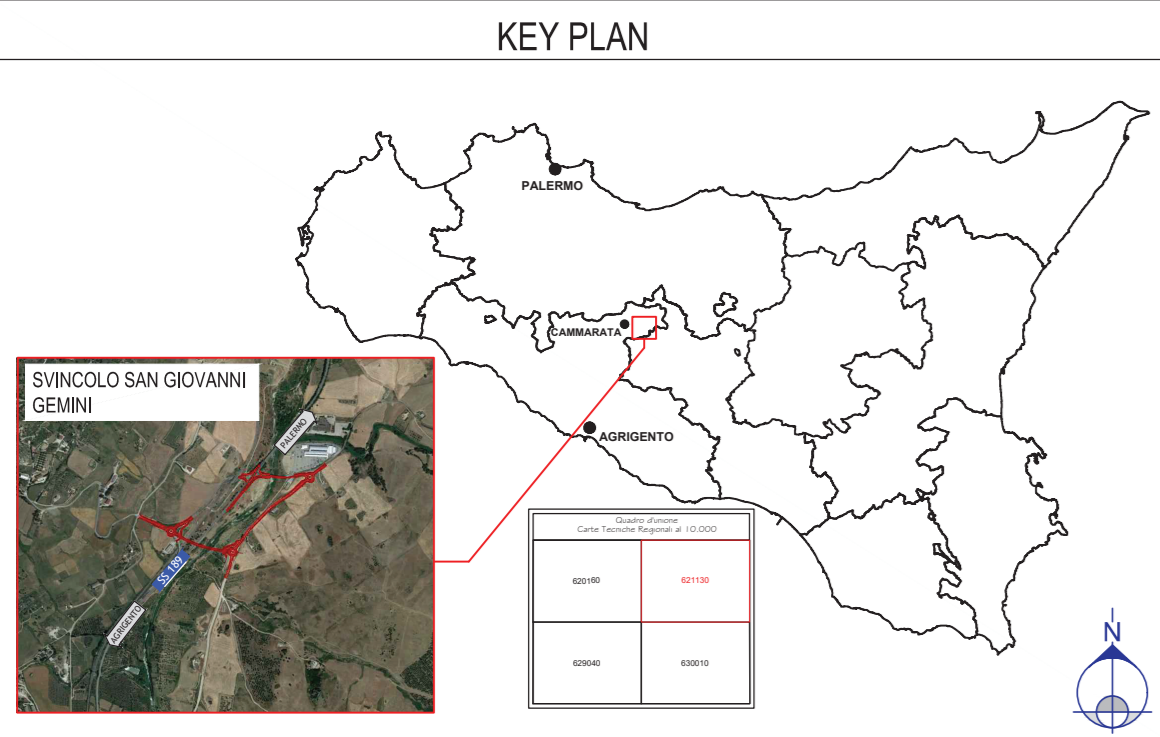 KEY PLAN
PALERMO
CAMMARATA
AGRIGENTO
SVINCOLO SAN GIOVANNI
GEMINI
PALERMO
SS 189
AGRIGENTO
Quadro d'unione
Carte Tecniche Regionali al 10.000
620160
621130
629040
630010
N